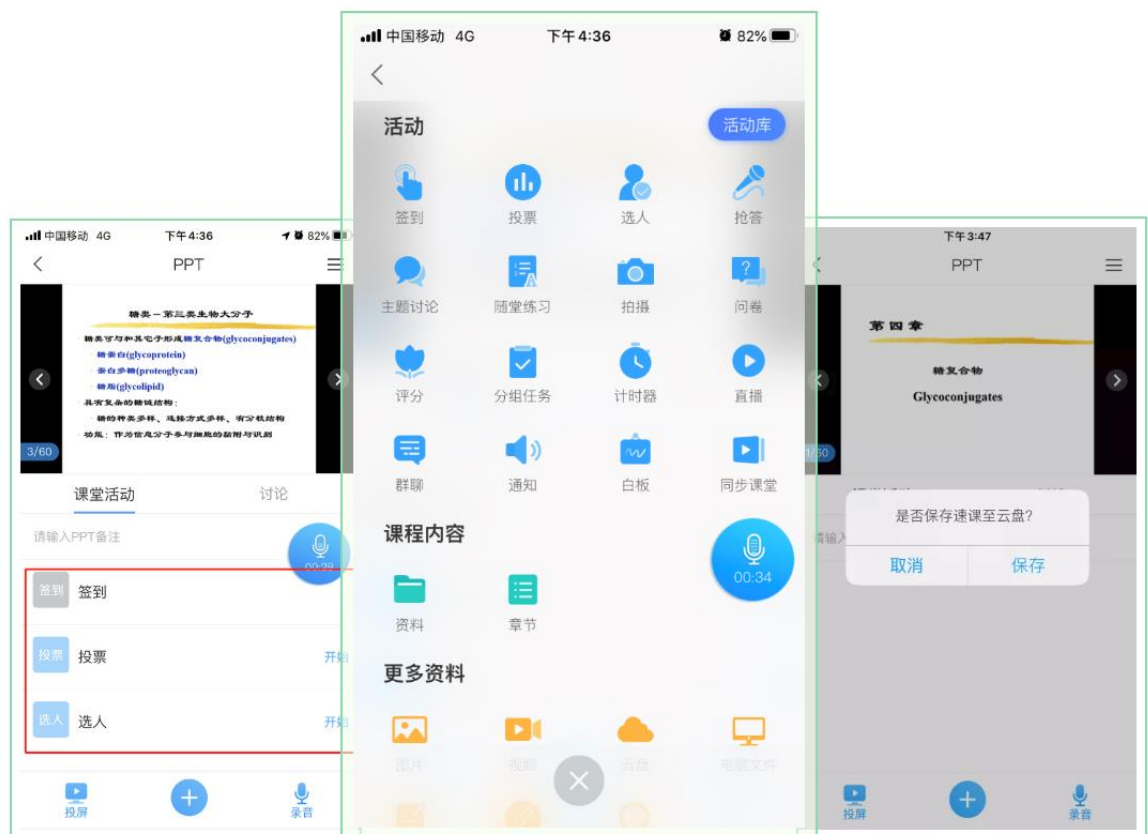 中国移动 4G 下午4:36 82%
PPT
糖类－第三类生物大分子
糖类可与和其它子形成糖复合物(glycoconjugates)
糖蛋白(glycoprotein)
蛋白多糖(proteoglycan)
糖脂(glycolipid)
具有复杂的糖链结构:
糖的种类多样、连接方式多样、有分枝结构
功能: 作为信息分子参与细胞的黏附与识别
3/60
课堂活动 讨论
请输入PPT备注
00:29
签到 签到
投票 投票 开始
选人 选人 开始
投屏 录音
中国移动 4G 下午4:36 82%
活动 活动库
签到 投票 选人 抢答
主题讨论 随堂练习 拍摄 问卷
评分 分组任务 计时器 直播
群聊 通知 白板 同步课堂
课程内容
00:34
资料 章节
更多资料
图片 视频 云盘 电脑文件
下午3:47
PPT
第四章
糖复合物
Glycoconjugates
1/60
是否保存速课至云盘?
取消 保存
投屏 录音